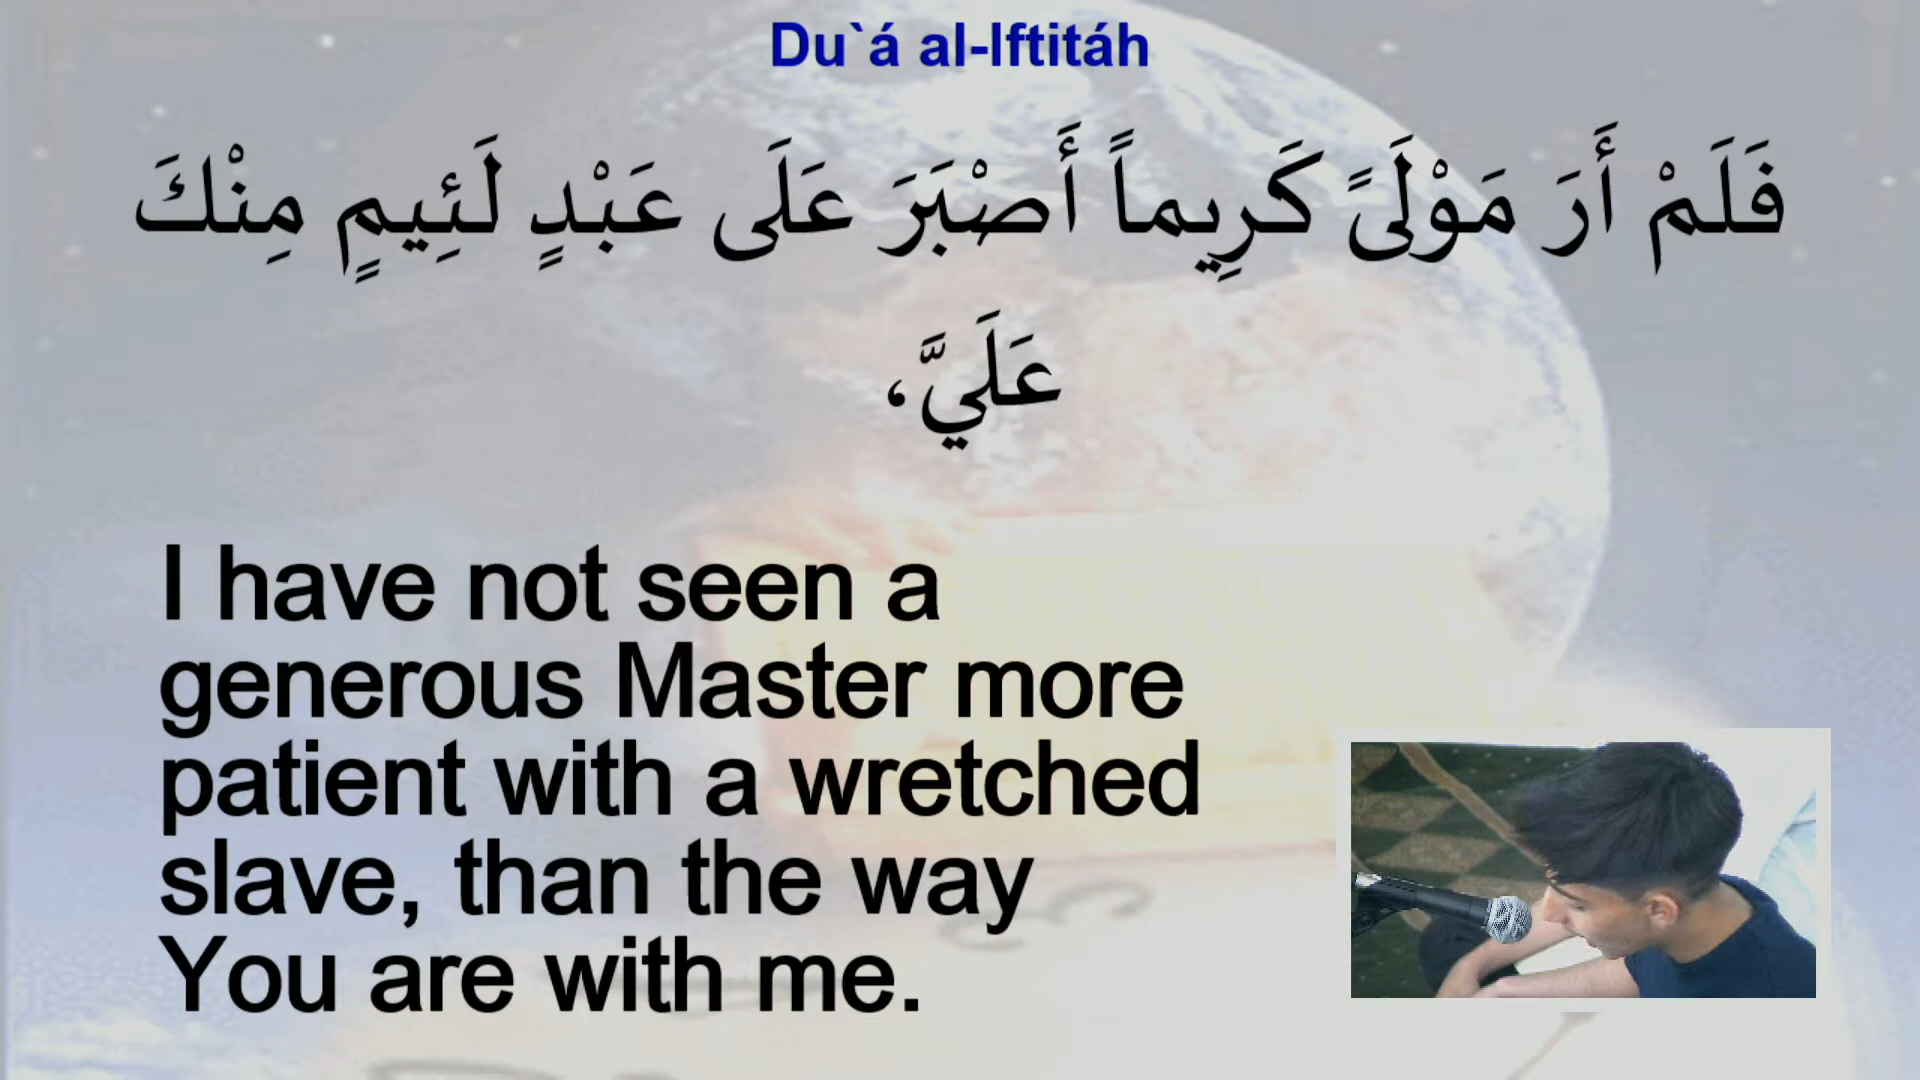 Du`á al-Iftitáh
فَلَمْ أَرَ مَوْلَىً كَرِيماً أَصْبَرَ عَلَى عَبْدٍ لَئِيمٍ مِنْكَ
عَلَيَّ،
I have not seen a
generous Master more
patient with a wretched
slave, than the way
You are with me.